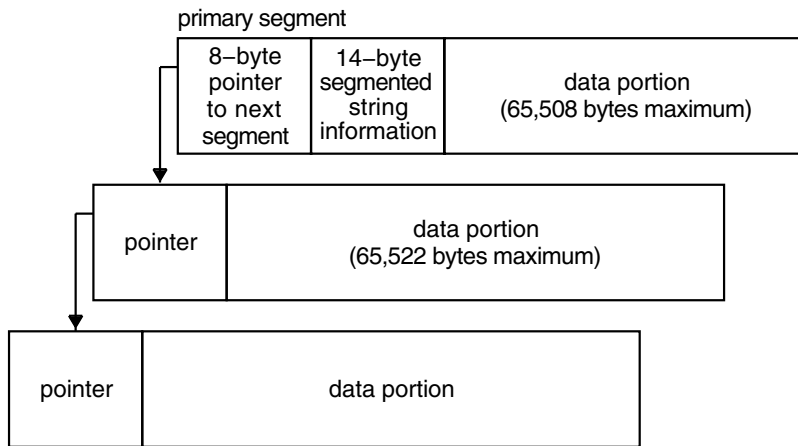 primary segment
8–byte
pointer
to next
segment
14–byte
segmented
string
information
data portion
(65,508 bytes maximum)
pointer
data portion
(65,522 bytes maximum)
pointer
data portion